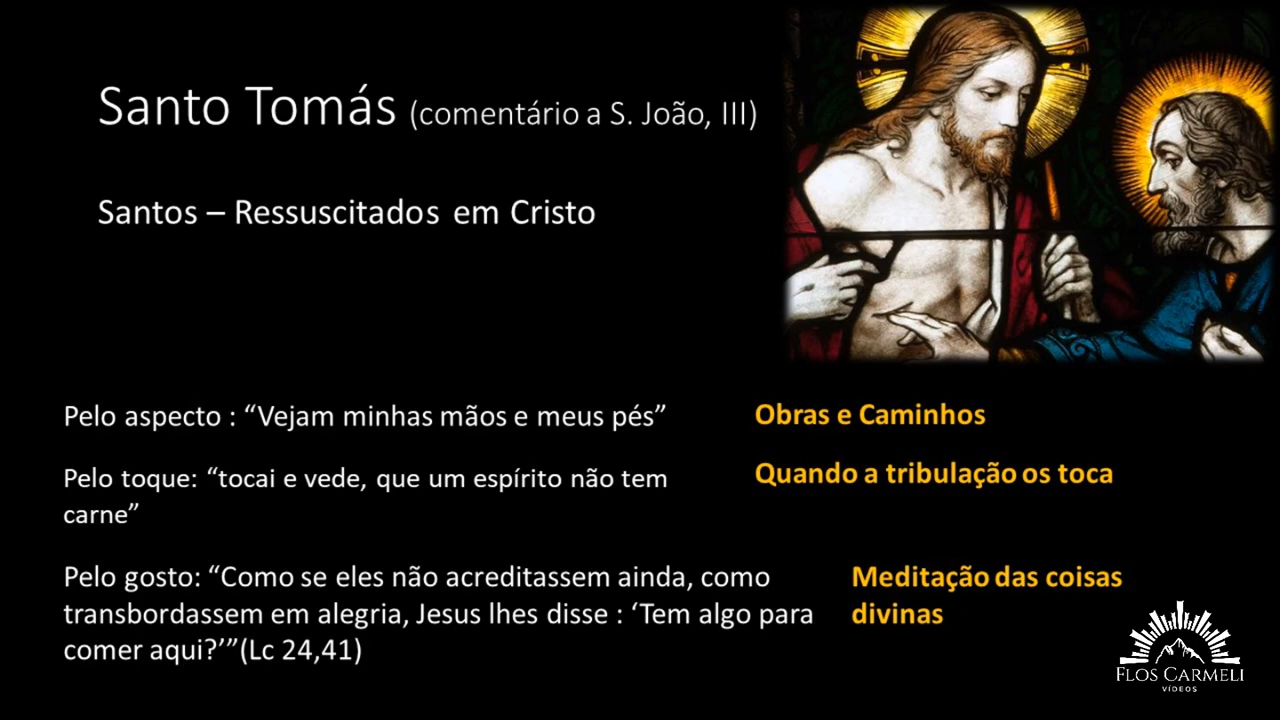 Santo Tomás (comentário a S. João, III)
Santos – Ressuscitados em Cristo
Pelo aspecto : “Vejam minhas mãos e meus pés”
Obras e Caminhos
Pelo toque: “tocai e vede, que um espírito não tem
carne”
Quando a tribulação os toca
Pelo gosto: “Como se eles não acreditassem ainda, como
transbordassem em alegria, Jesus lhes disse : ‘Tem algo para
comer aqui?’”(Lc 24,41)
Meditação das coisas
divinas
FLOS CARMELI
VÍDEOS